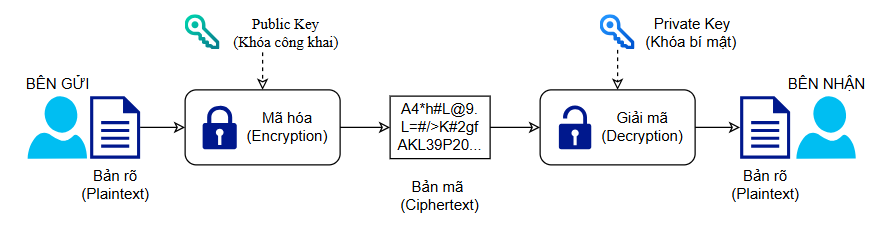 Public Key
(Khóa công khai)
Private Key
(Khóa bí mật)
BÊN GỬI
BÊN NHẬN
Mã hóa
(Encryption)
A4*h#L@9.
L=#/>K#2gf
AKL39P20...
Giải mã
(Decryption)
Bản rõ
(Plaintext)
Bản mã
(Ciphertext)
Bản rõ
(Plaintext)